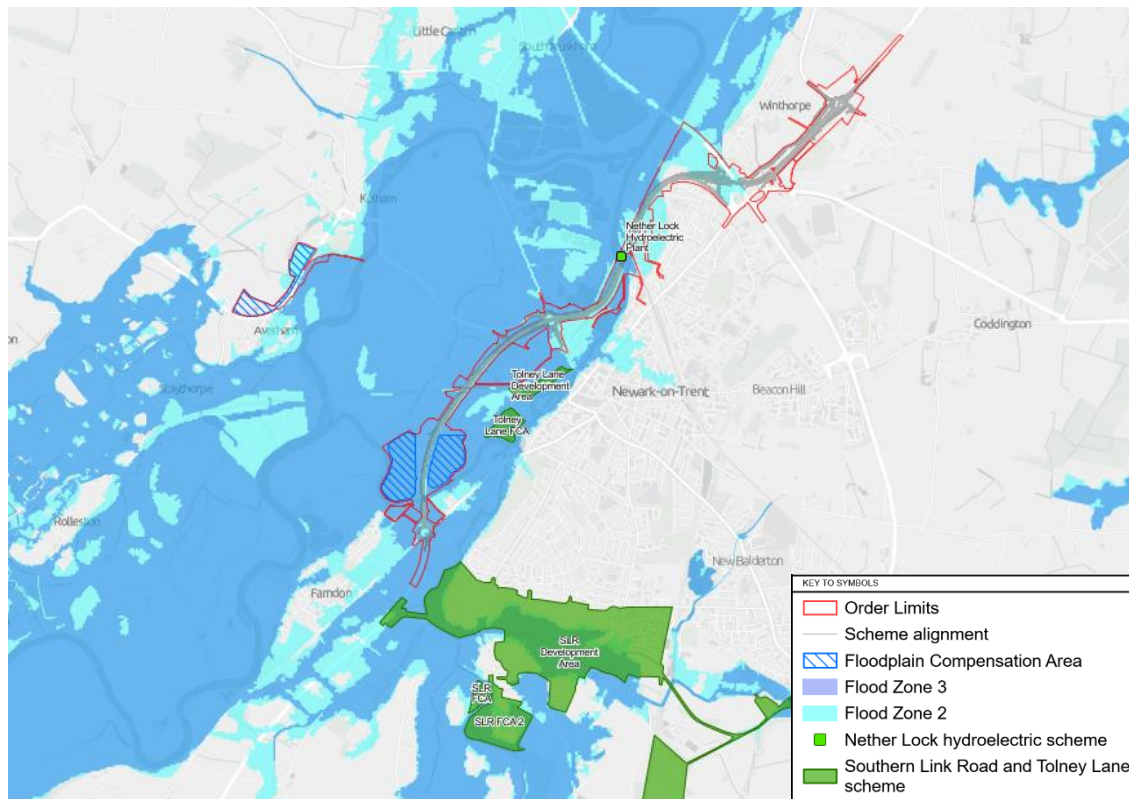 Little Carlton
South Muskham
Winthorpe
Kelham
Nether Lock
Hydroelectric
Plant
Averham
Coddington
Staythorpe
Tolney Lane
Development
Area
Newark-on-Trent
Beacon Hill
Tolney
Lane FCA
Rolleston
New Balderton
Farndon
SLR
Development
Area
SLR
FCA
SLR FCA 2
KEY TO SYMBOLS
Order Limits
Scheme alignment
Floodplain Compensation Area
Flood Zone 3
Flood Zone 2
Nether Lock hydroelectric scheme
Southern Link Road and Tolney Lane
scheme